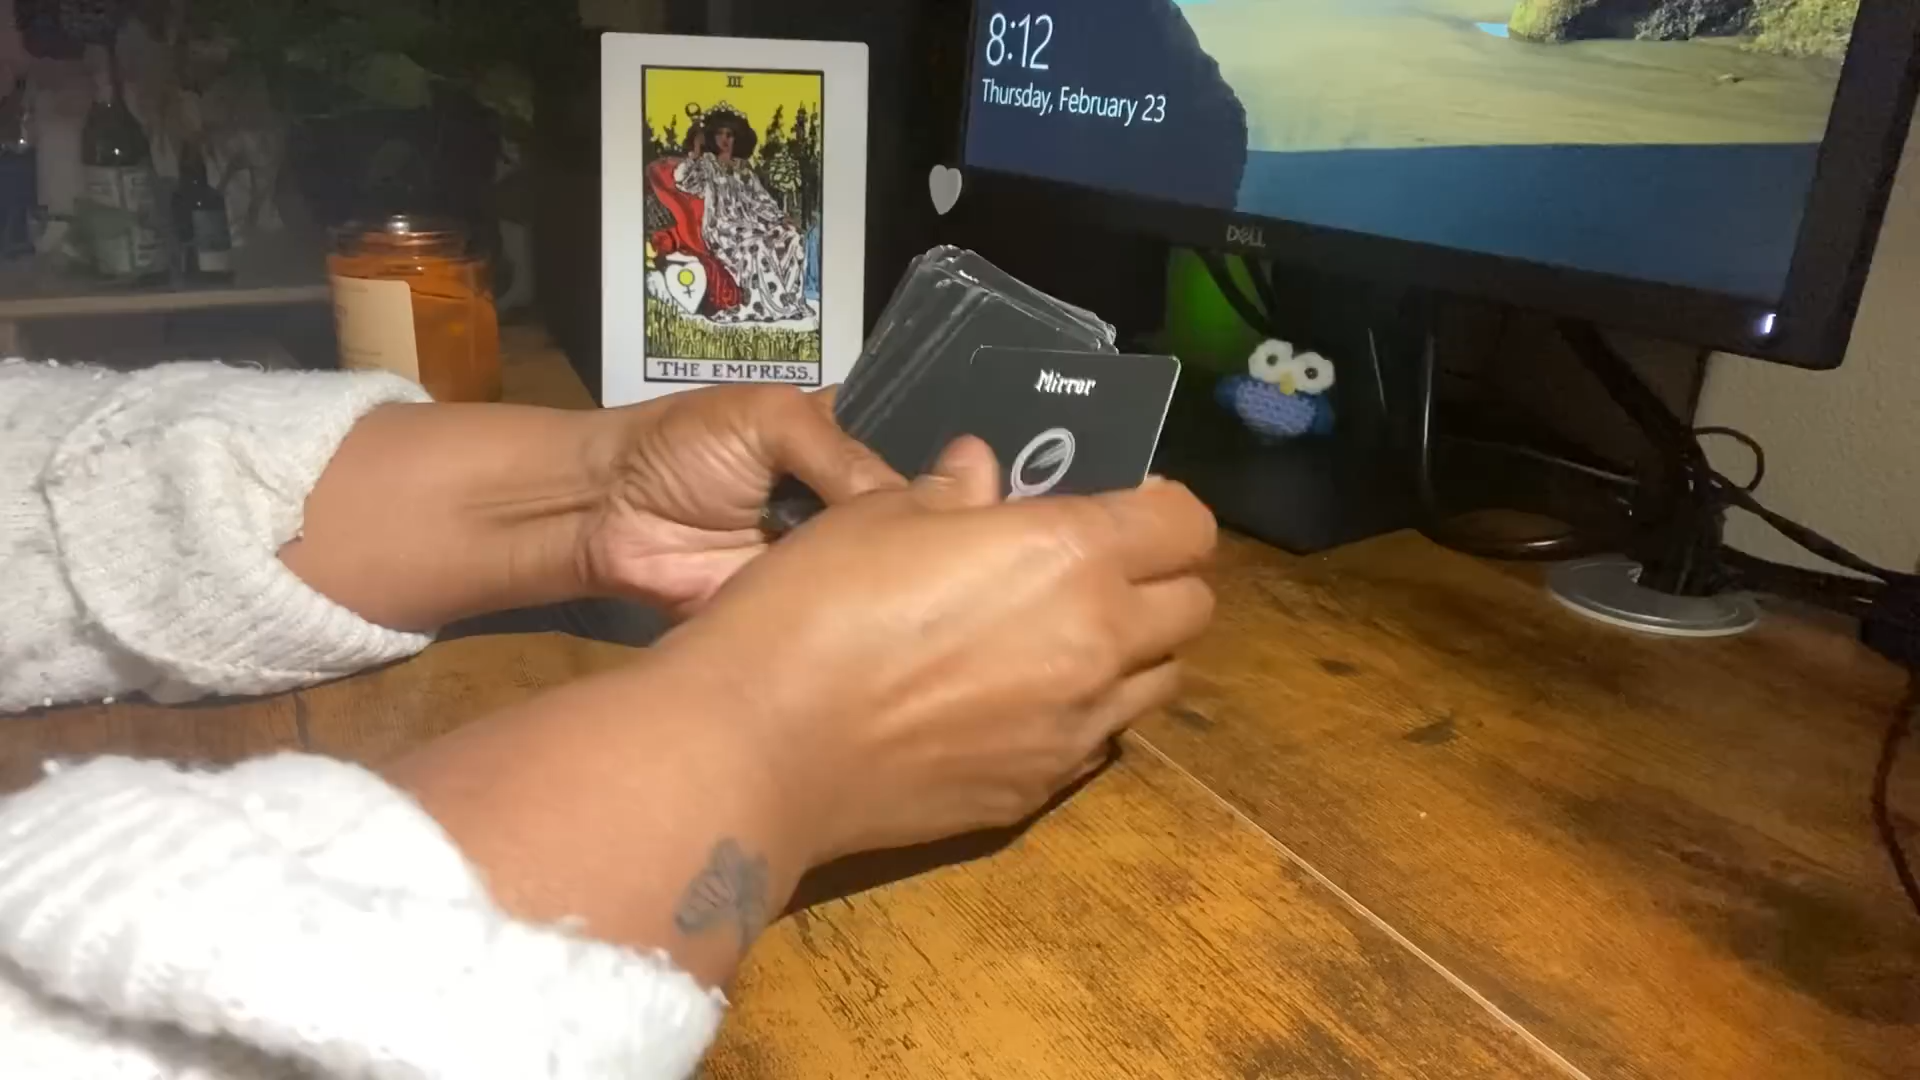 III
THE EMPRESS.
8:12
Thursday, February 23
DELL
Mirror